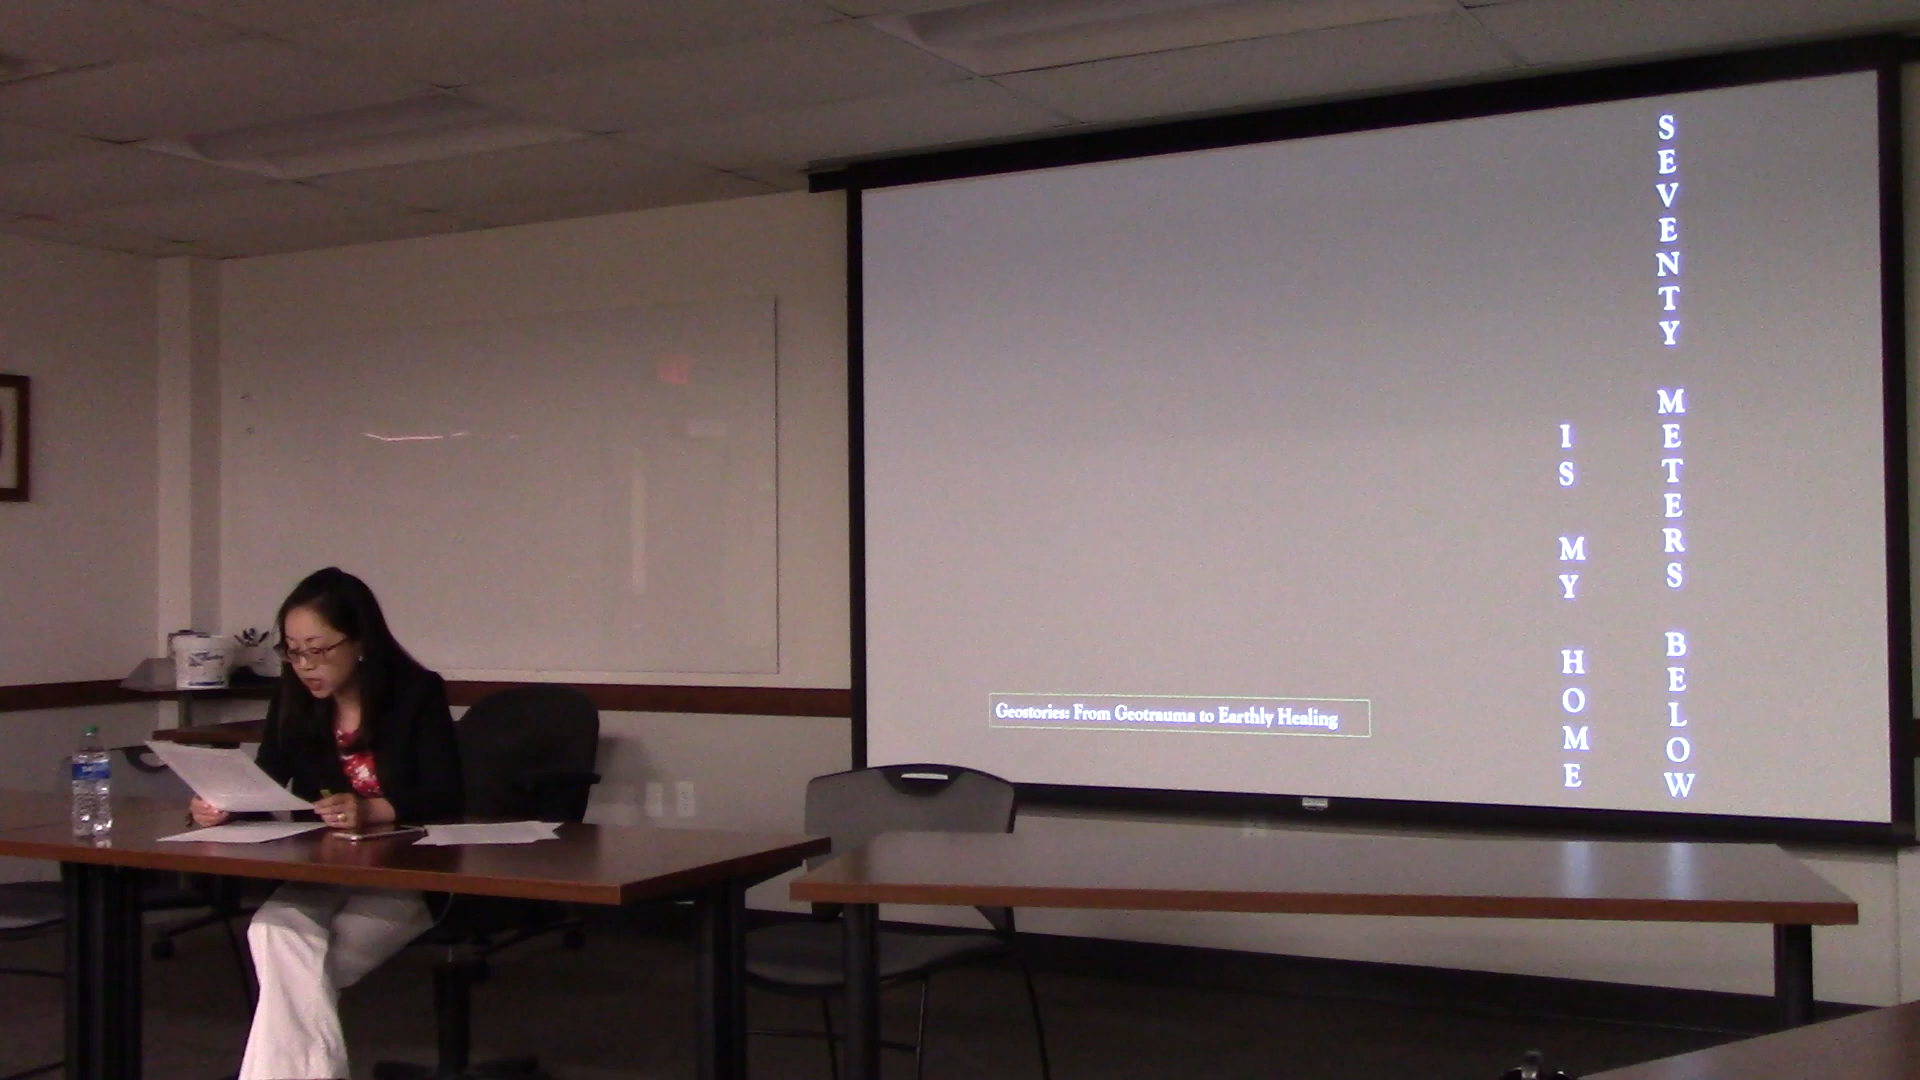 SEVENTY METERS BELOW
IS MY HOME
Geostories: From Geotrauma to Earthly Healing